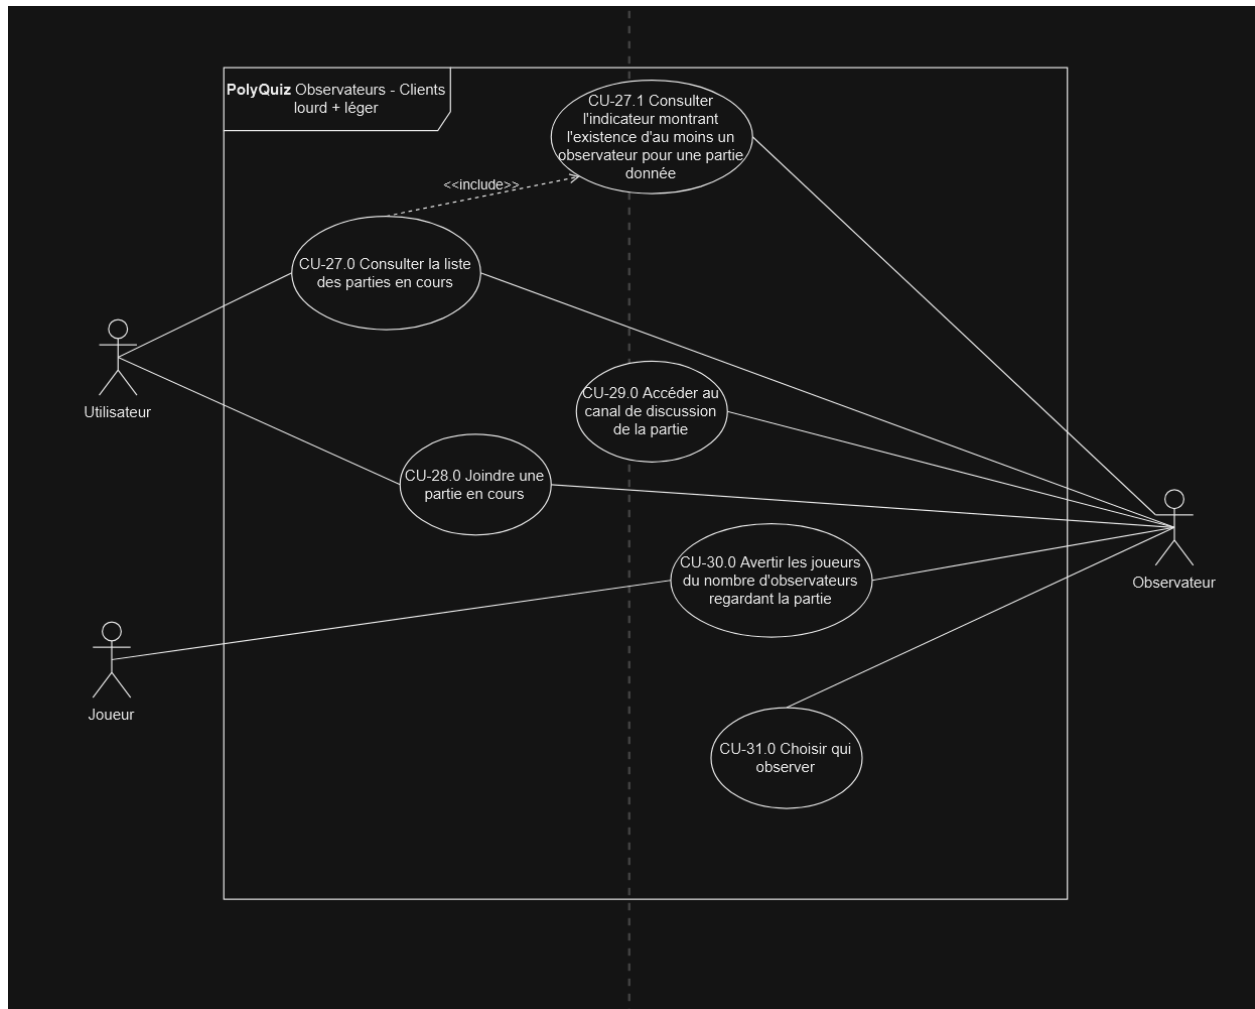 PolyQuiz Observateurs - Clients
lourd + léger
CU-27.1 Consulter
l'indicateur montrant
l'existence d'au moins un
observateur pour une partie
donnée
<<include>>
CU-27.0 Consulter la liste
des parties en cours
Utilisateur
CU-29.0 Accéder au
canal de discussion
de la partie
CU-28.0 Joindre une
partie en cours
CU-30.0 Avertir les joueurs
du nombre d'observateurs
regardant la partie
Observateur
Joueur
CU-31.0 Choisir qui
observer